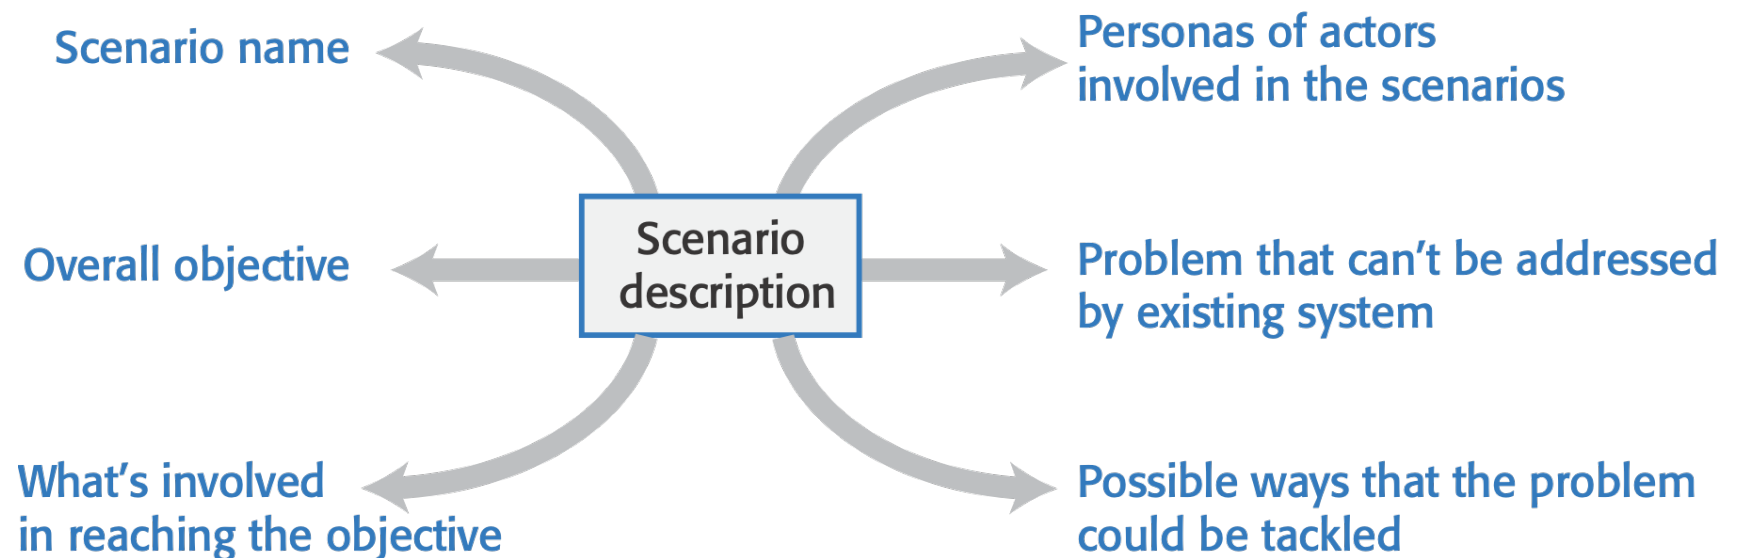 Scenario name
Personas of actors
involved in the scenarios
Scenario
description
Overall objective
Problem that can’t be addressed
by existing system
What’s involved
in reaching the objective
Possible ways that the problem
could be tackled